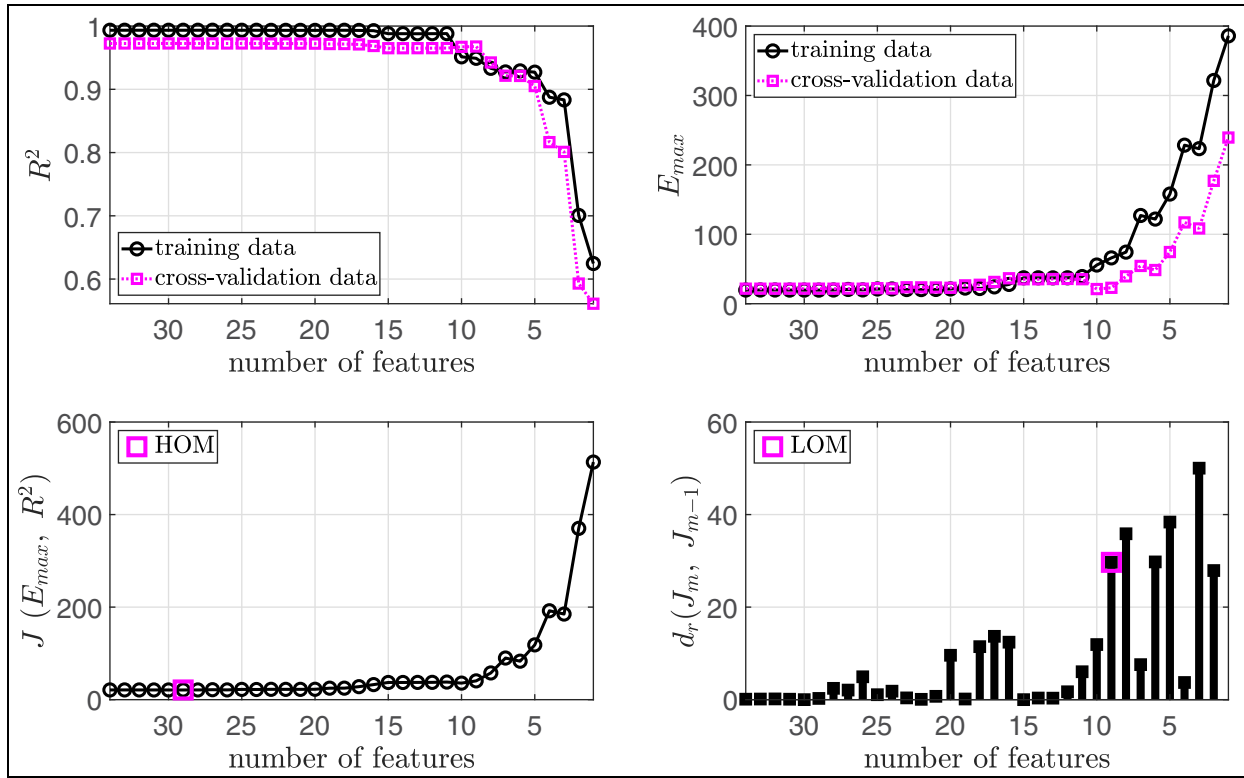 1
0.9
0.8
0.7
0.6
R²
training data
cross-validation data
30 25 20 15 10 5
number of features
400
300
200
100
0
E_max
training data
cross-validation data
30 25 20 15 10 5
number of features
600
400
200
0
J (E_max, R²)
HOM
30 25 20 15 10 5
number of features
60
40
20
0
d_r(J_m, J_{m−1})
LOM
30 25 20 15 10 5
number of features